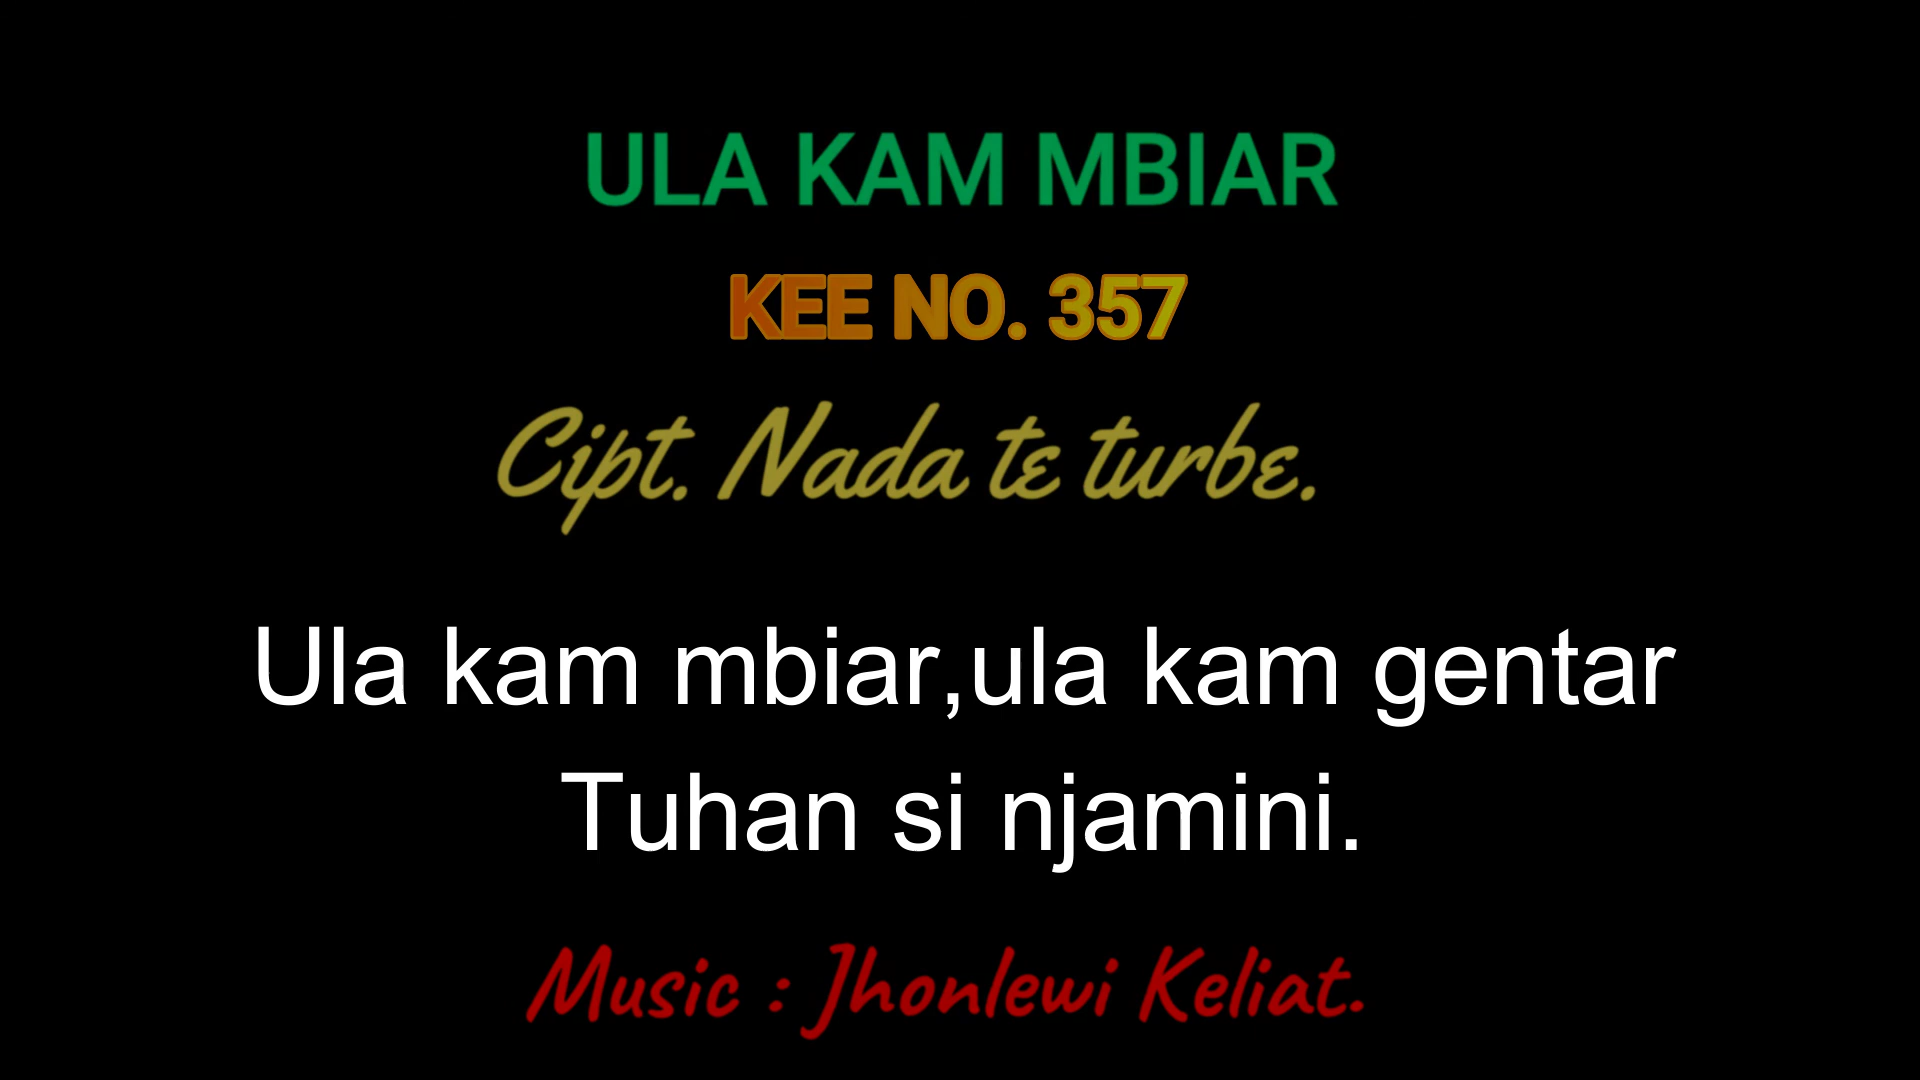 ULA KAM MBIAR
KEE NO. 357
Cipt. Nada te turbe.
Ula kam mbiar,ula kam gentar
Tuhan si njamini.
Music : Jhonlewi Keliat.